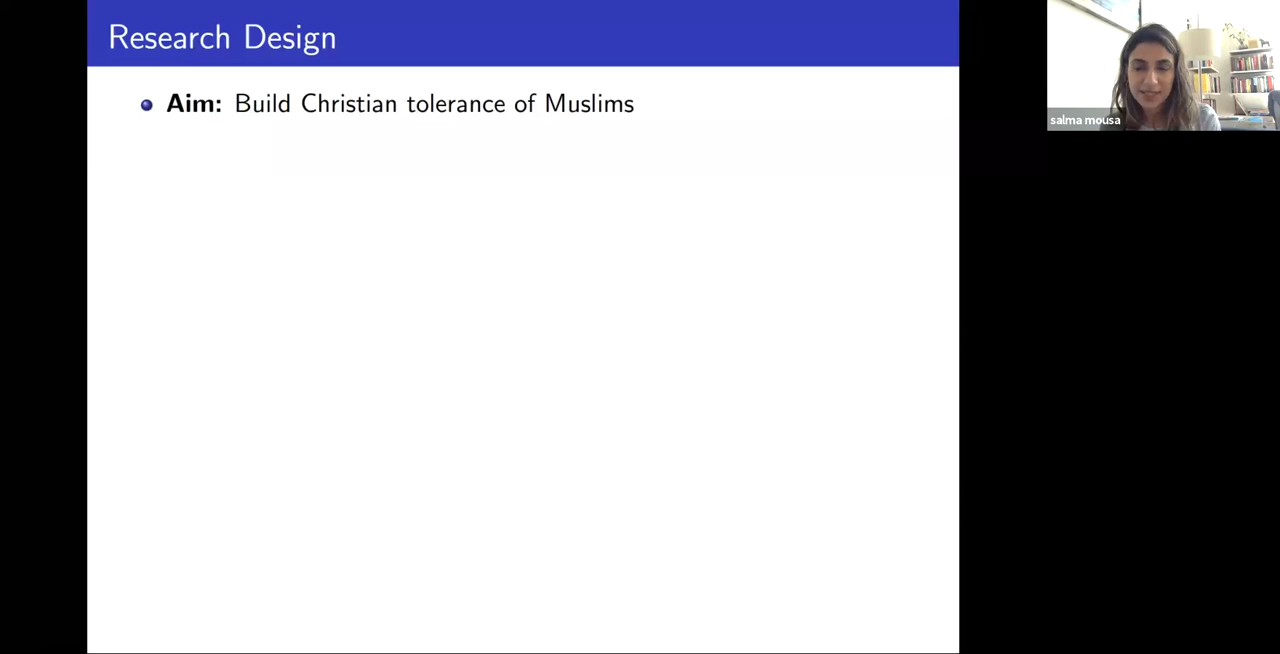 Research Design
Aim: Build Christian tolerance of Muslims
salma mousa